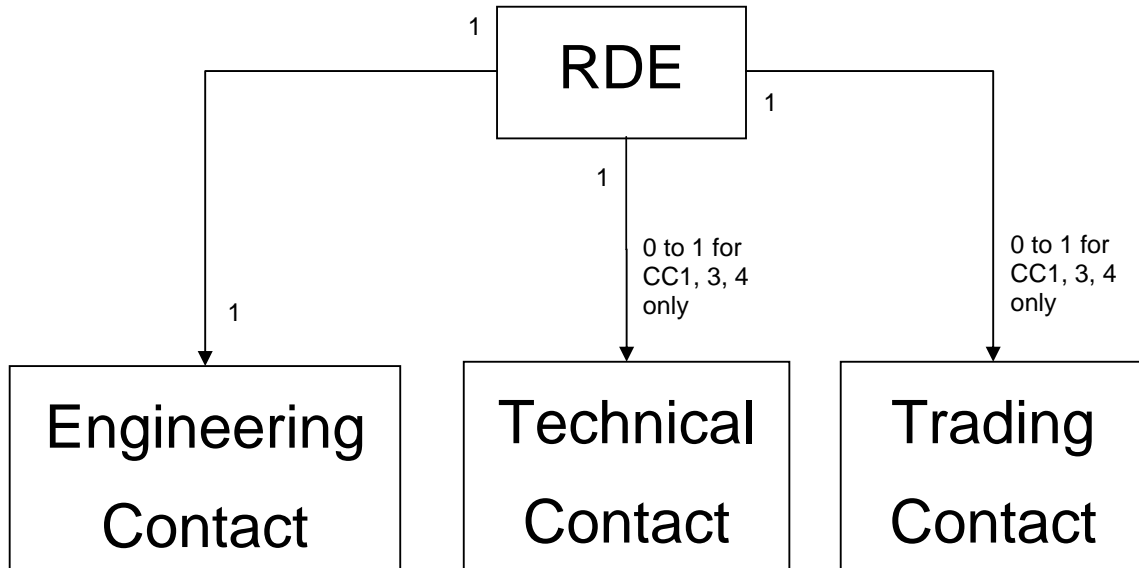 1
RDE
1
1
0 to 1 for
CC1, 3, 4
only
0 to 1 for
CC1, 3, 4
only
1
Engineering
Contact
Technical
Contact
Trading
Contact